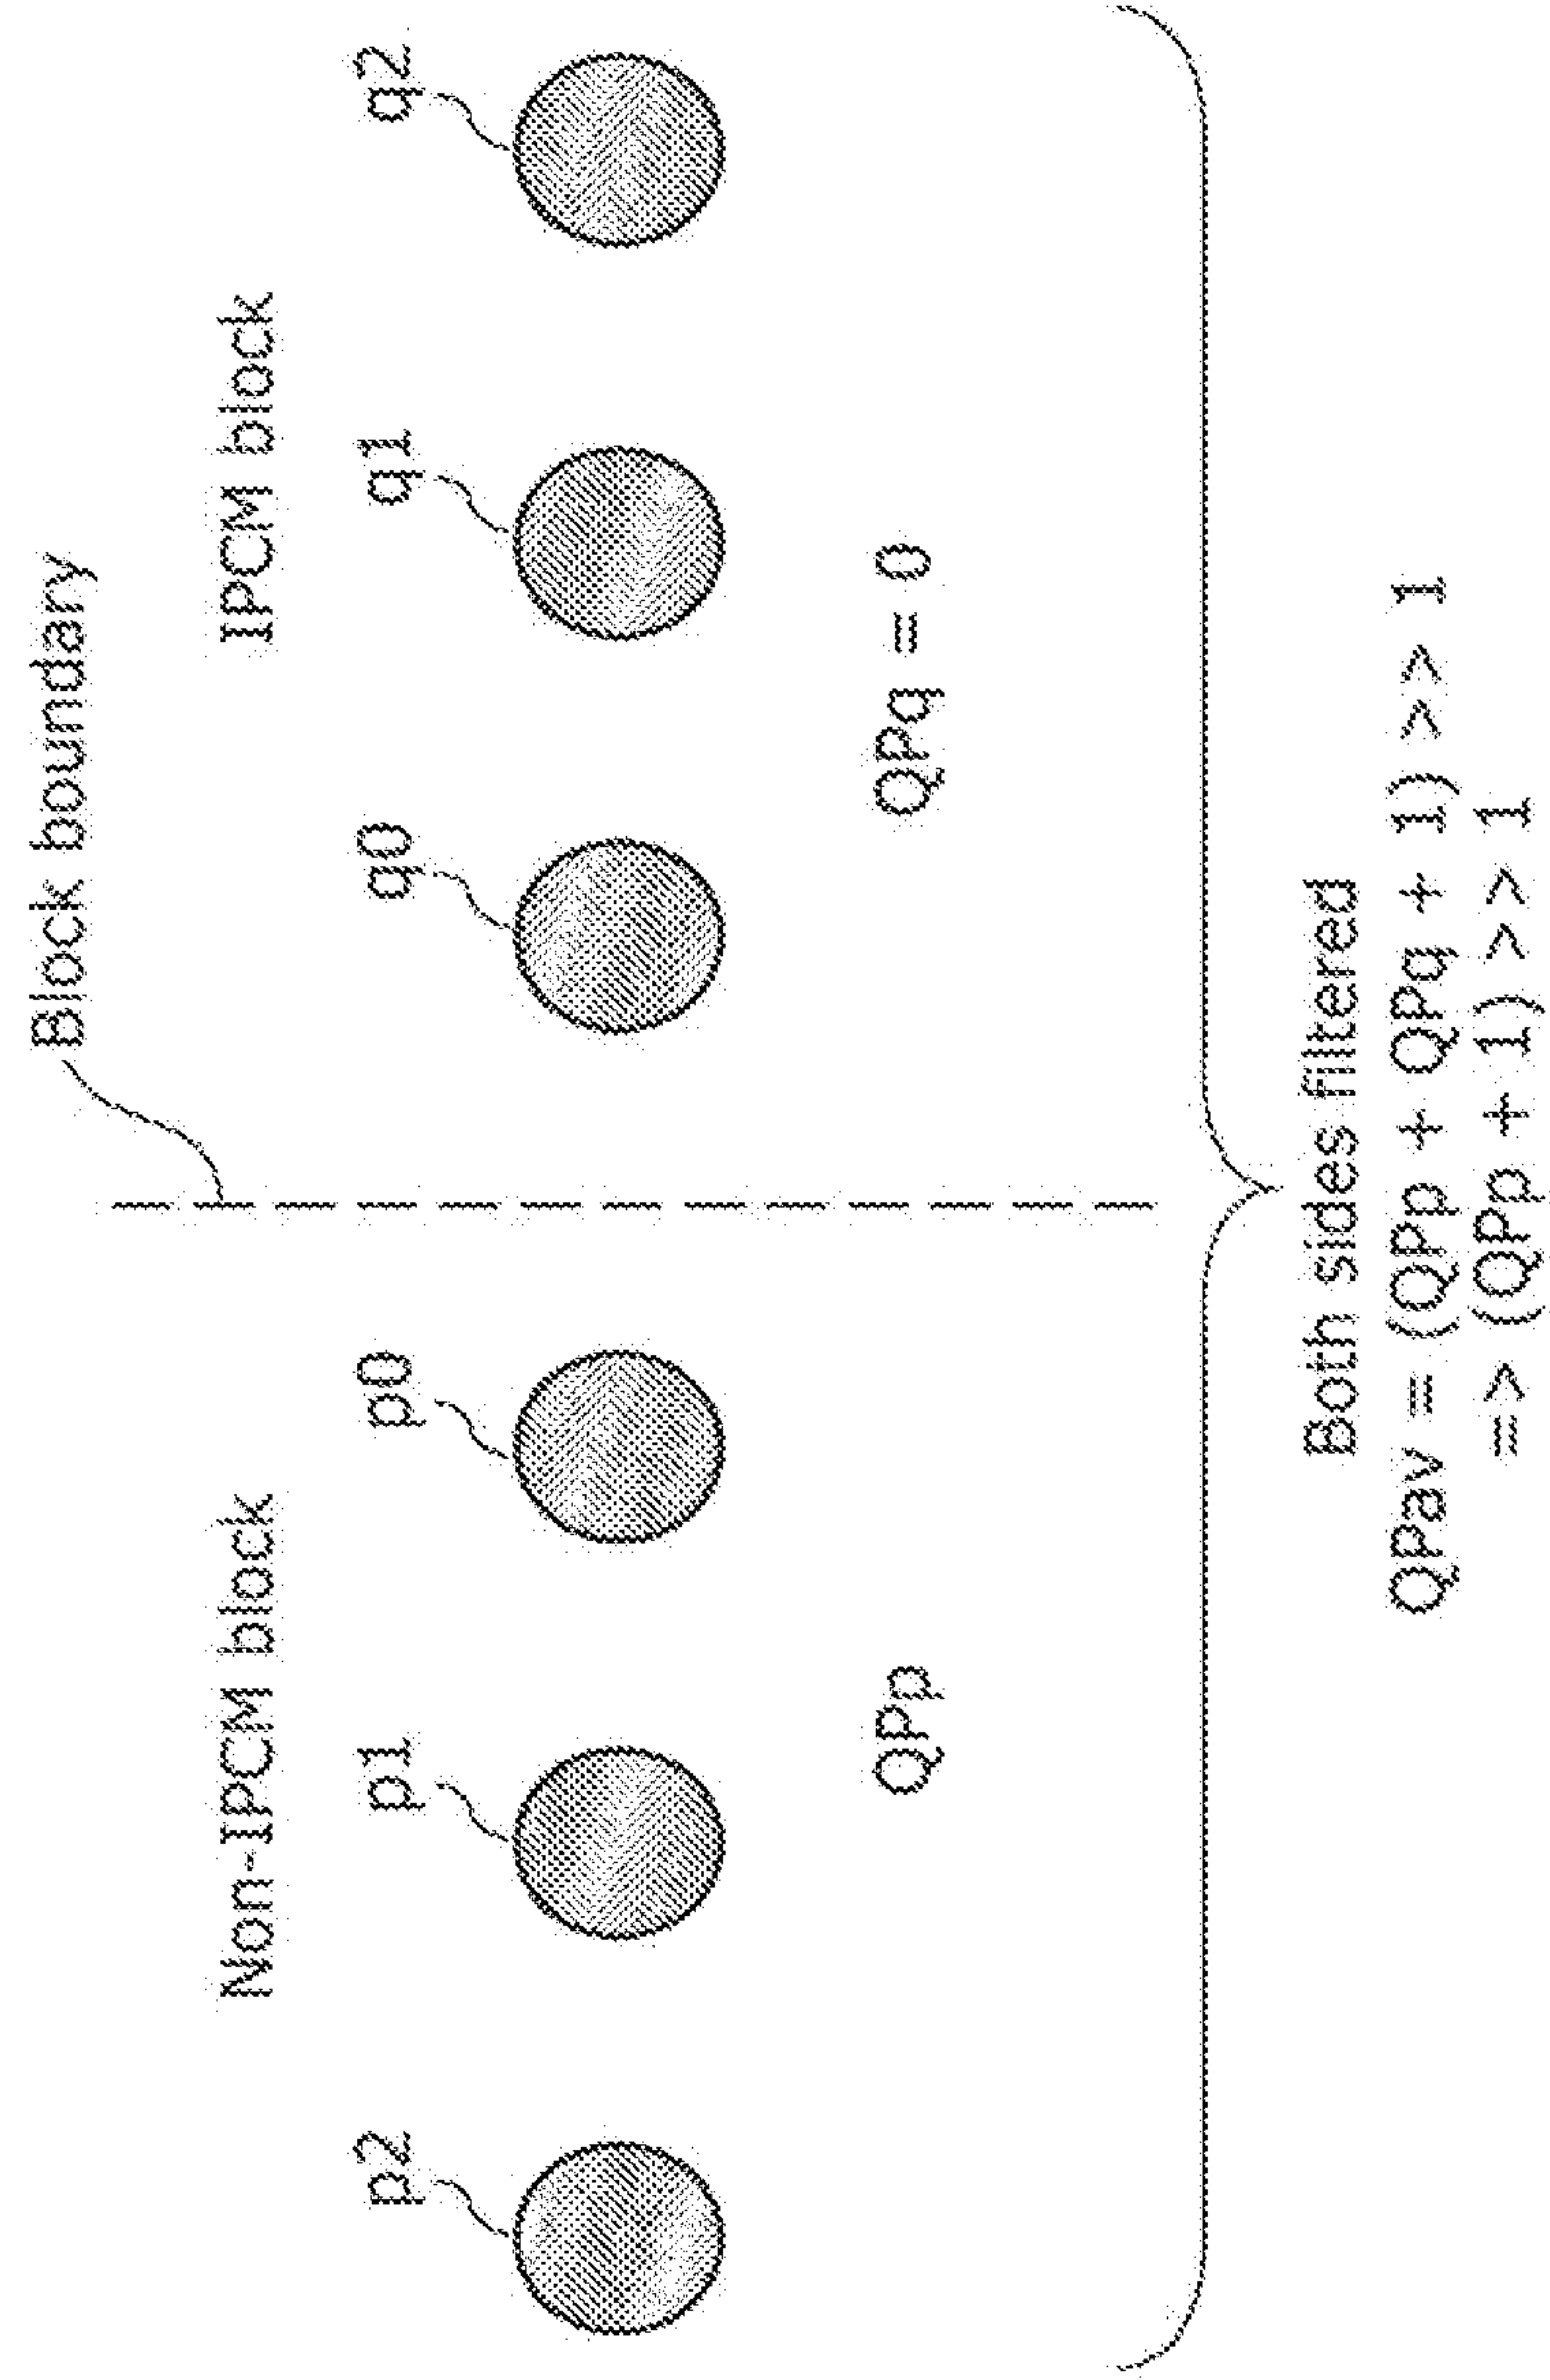 Block boundary
Non-IPCM block IPCM block
p2 p1 p0 q0 q1 q2
QPp QPq = 0
Both sides filtered
QPav = (QPp + QPq + 1) >> 1
=> (QPp + 1) >> 1